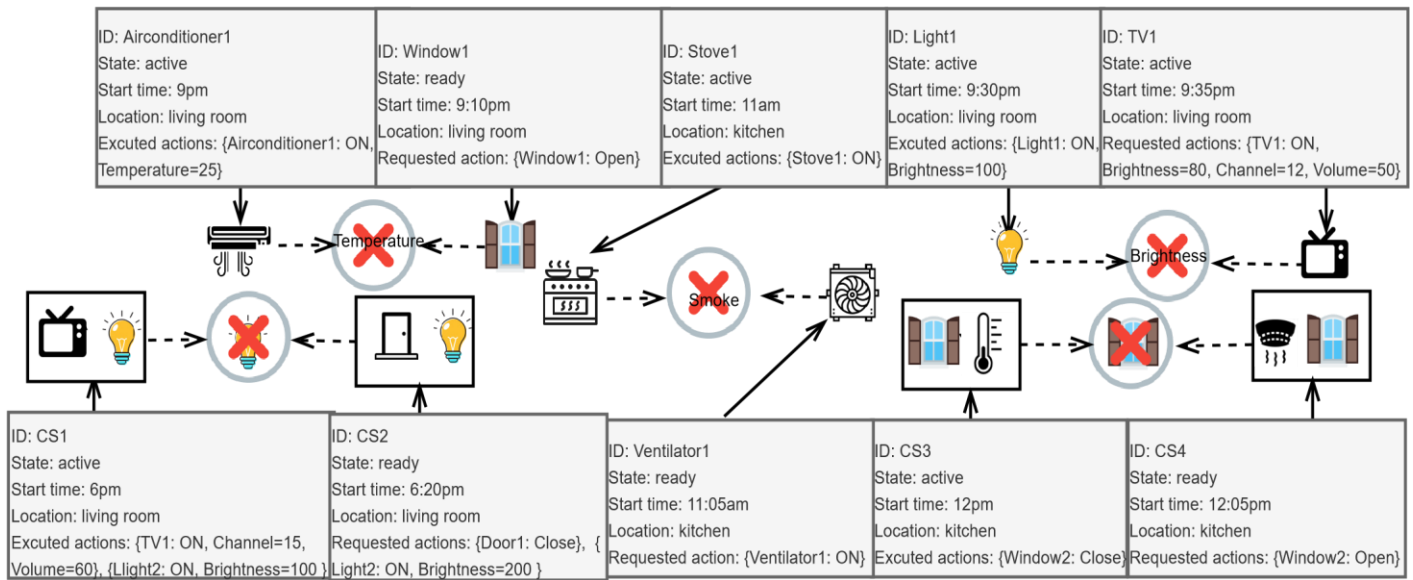 ID: Airconditioner1
State: active
Start time: 9pm
Location: living room
Excuted actions: {Airconditioner1: ON,
Temperature=25}
ID: Window1
State: ready
Start time: 9:10pm
Location: living room
Requested action: {Window1: Open}
ID: Stove1
State: active
Start time: 11am
Location: kitchen
Excuted actions: {Stove1: ON}
ID: Light1
State: active
Start time: 9:30pm
Location: living room
Excuted actions: {Light1: ON,
Brightness=100}
ID: TV1
State: active
Start time: 9:35pm
Location: living room
Requested actions: {TV1: ON,
Brightness=80, Channel=12, Volume=50}
Temperature
Smoke
Brightness
ID: CS1
State: active
Start time: 6pm
Location: living room
Excuted actions: {TV1: ON, Channel=15,
Volume=60}, {Llight2: ON, Brightness=100 }
ID: CS2
State: ready
Start time: 6:20pm
Location: living room
Requested actions: {Door1: Close}, {
Light2: ON, Brightness=200 }
ID: Ventilator1
State: ready
Start time: 11:05am
Location: kitchen
Requested action: {Ventilator1: ON}
ID: CS3
State: active
Start time: 12pm
Location: kitchen
Excuted actions: {Window2: Close}
ID: CS4
State: ready
Start time: 12:05pm
Location: kitchen
Requested actions: {Window2: Open}